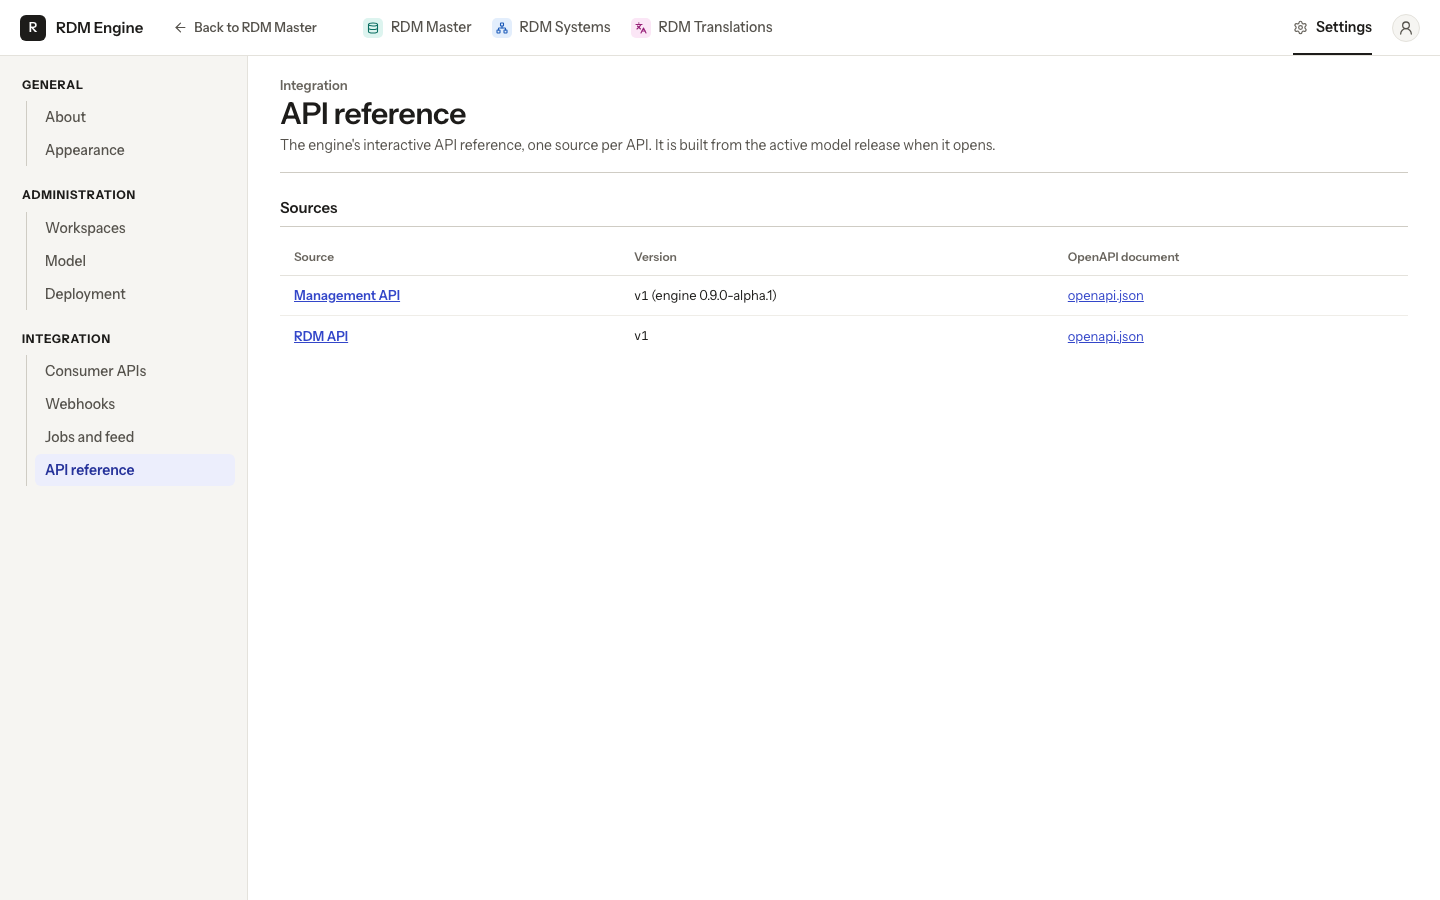 R RDM Engine Back to RDM Master RDM Master RDM Systems RDM Translations Settings
GENERAL
About
Appearance
ADMINISTRATION
Workspaces
Model
Deployment
INTEGRATION
Consumer APIs
Webhooks
Jobs and feed
API reference
Integration
API reference
The engine's interactive API reference, one source per API. It is built from the active model release when it opens.
Sources
Source Version OpenAPI document
Management API v1 (engine 0.9.0-alpha.1) openapi.json
RDM API v1 openapi.json